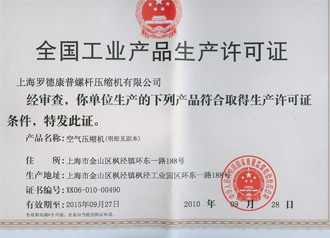 全国工业产品生产许可证
上海罗德康普螺杆压缩机有限公司
经审查，你单位生产的下列产品符合取得生产许可证
条件，特发此证。
产品名称：空气压缩机（明细见副本）
住 所：上海市金山区枫泾镇环东一路188号
生产地址：上海市金山区枫泾镇枫泾工业园区环东一路188号
证书编号：XK06-010-00490
有效期至：2015年09月27日
2010 年 09 月 28 日